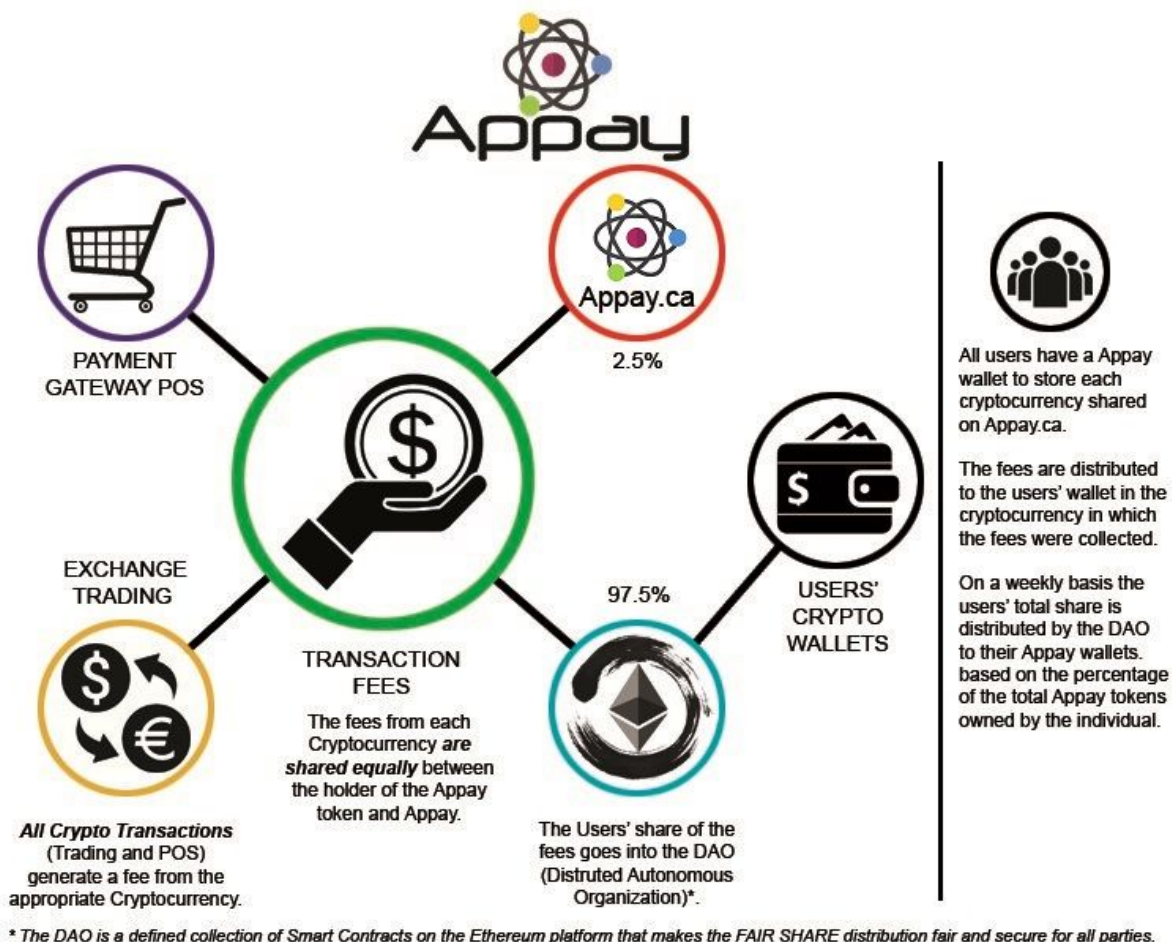 Appay
Appay.ca
2.5%
PAYMENT
GATEWAY POS
$
EXCHANGE
TRADING
$
€
All Crypto Transactions
(Trading and POS)
generate a fee from the
appropriate Cryptocurrency.
TRANSACTION
FEES
The fees from each
Cryptocurrency are
shared equally between
the holder of the Appay
token and Appay.
97.5%
The Users' share of the
fees goes into the DAO
(Distruted Autonomous
Organization)*.
$
USERS'
CRYPTO
WALLETS
All users have a Appay
wallet to store each
cryptocurrency shared
on Appay.ca.
The fees are distributed
to the users' wallet in the
cryptocurrency in which
the fees were collected.
On a weekly basis the
users' total share is
distributed by the DAO
to their Appay wallets.
based on the percentage
of the total Appay tokens
owned by the individual.
* The DAO is a defined collection of Smart Contracts on the Ethereum platform that makes the FAIR SHARE distribution fair and secure for all parties.